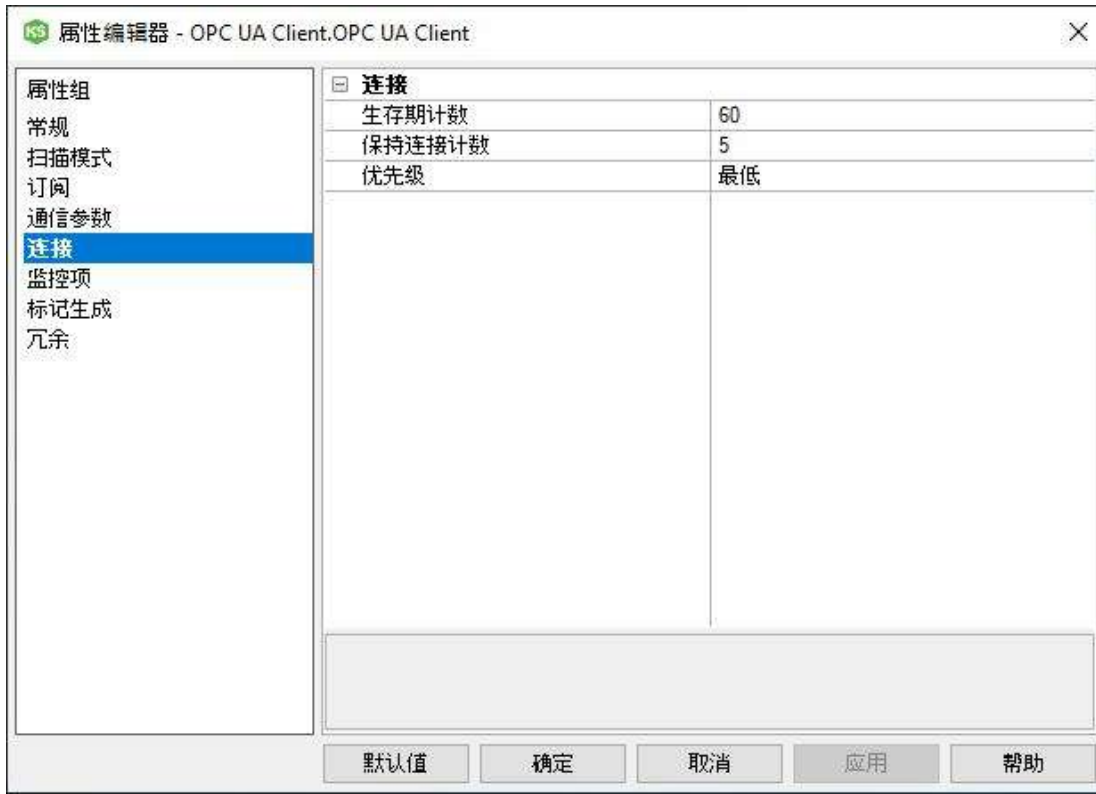 KS 属性编辑器 - OPC UA Client.OPC UA Client
属性组
常规
扫描模式
订阅
通信参数
连接
监控项
标记生成
冗余
连接
生存期计数 60
保持连接计数 5
优先级 最低
默认值 确定 取消 应用 帮助